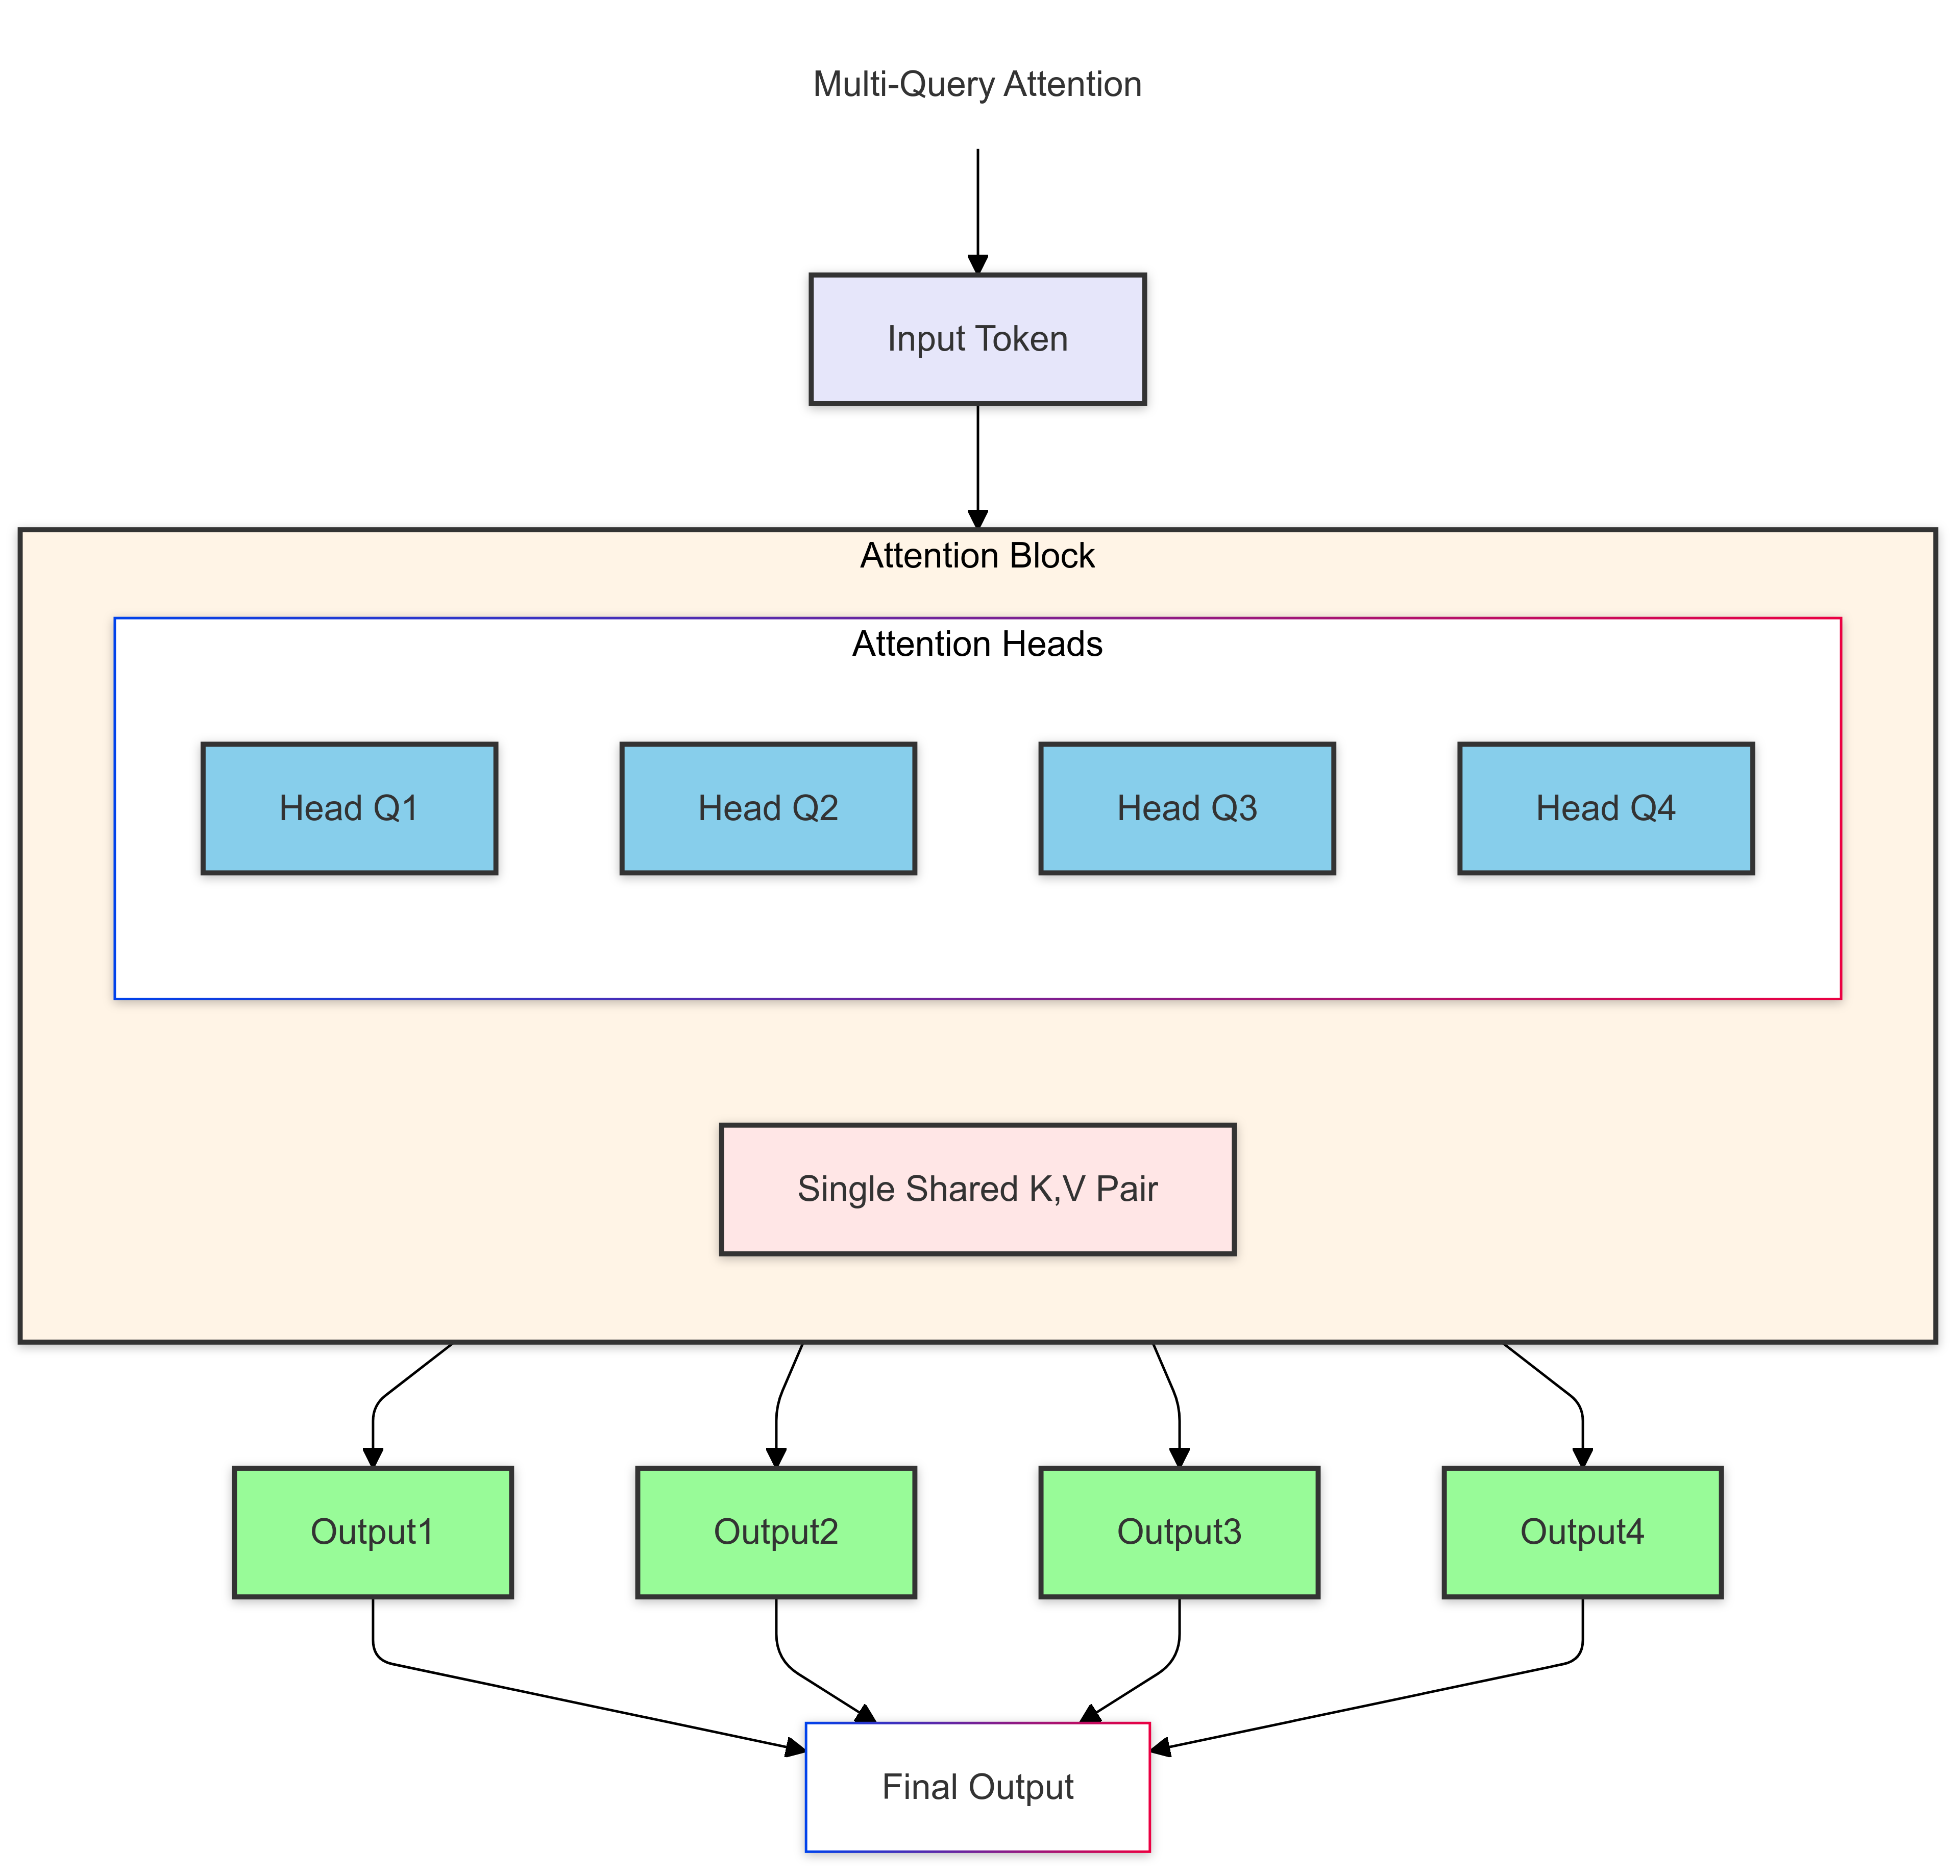 Multi-Query Attention
Input Token
Attention Block
Attention Heads
Head Q1
Head Q2
Head Q3
Head Q4
Single Shared K,V Pair
Output1
Output2
Output3
Output4
Final Output